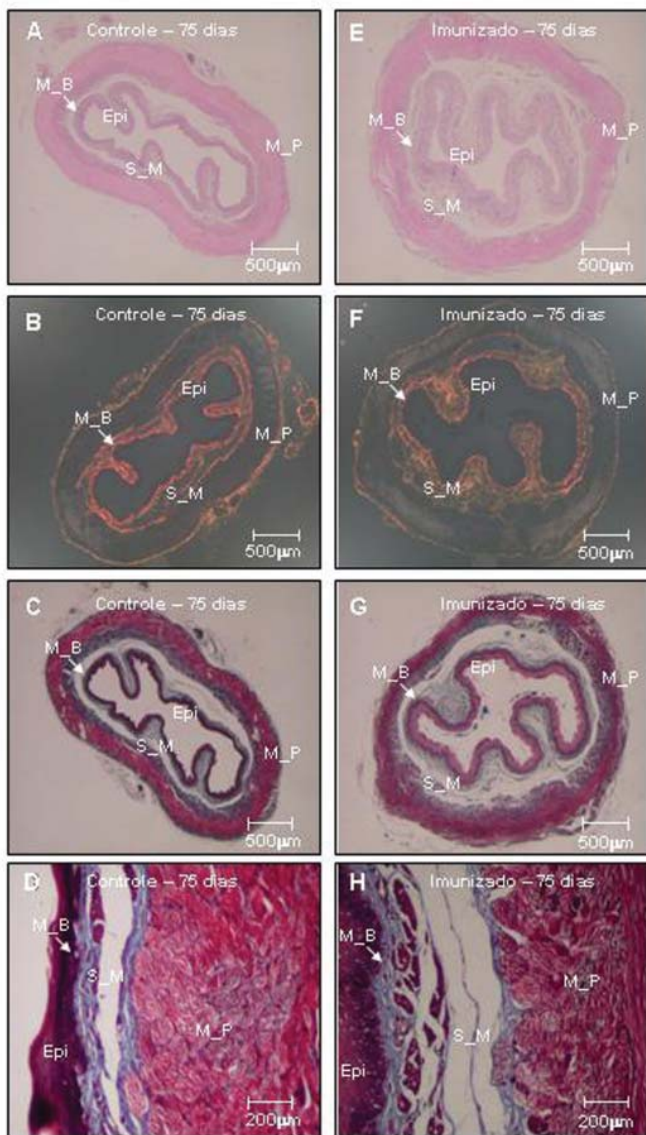 A Controle – 75 dias
M_B
Epi
M_P
S_M
500µm
E Imunizado – 75 dias
M_B
M_P
Epi
S_M
500µm
B Controle – 75 dias
Epi
M_B
M_P
S_M
500µm
F Imunizado – 75 dias
Epi
M_B
M_P
S_M
500µm
C Controle – 75 dias
M_B
Epi
S_M
M_P
500µm
G Imunizado – 75 dias
Epi
M_B
M_P
S_M
500µm
D Controle – 75 dias
M_B
S_M
M_P
Epi
200µm
H Imunizado – 75 dias
M_B
M_P
S_M
Epi
200µm